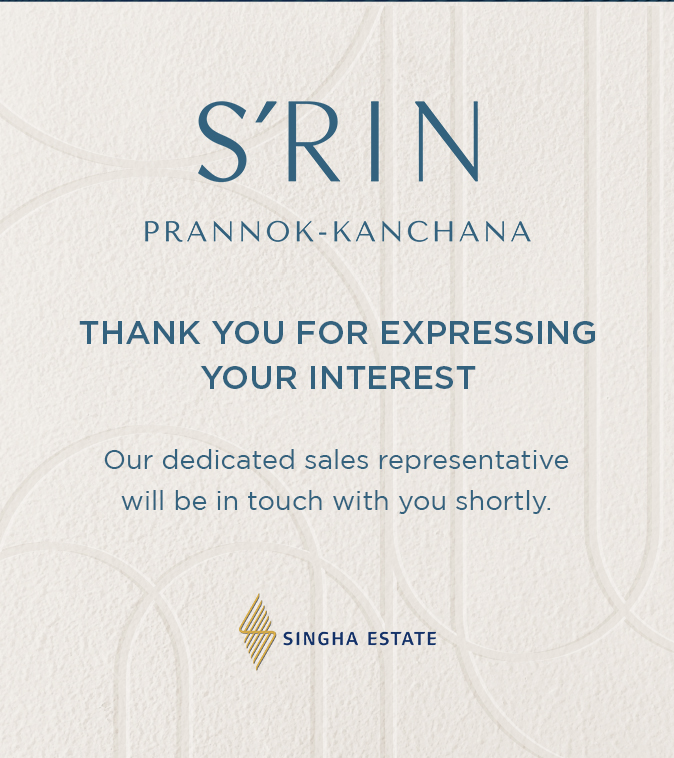 S'RIN
PRANNOK-KANCHANA
THANK YOU FOR EXPRESSING
YOUR INTEREST
Our dedicated sales representative
will be in touch with you shortly.
SINGHA ESTATE